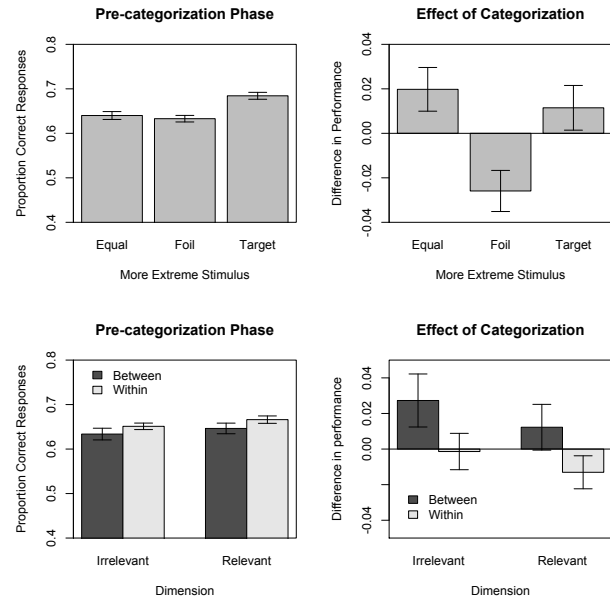 Pre-categorization Phase
Proportion Correct Responses
0.4 0.5 0.6 0.7 0.8
Equal Foil Target
More Extreme Stimulus
Effect of Categorization
Difference in Performance
-0.04 -0.02 0.00 0.02 0.04
Equal Foil Target
More Extreme Stimulus
Pre-categorization Phase
Proportion Correct Responses
0.4 0.5 0.6 0.7 0.8
Between
Within
Irrelevant Relevant
Dimension
Effect of Categorization
Difference in performance
-0.04 0.00 0.02 0.04
Between
Within
Irrelevant Relevant
Dimension